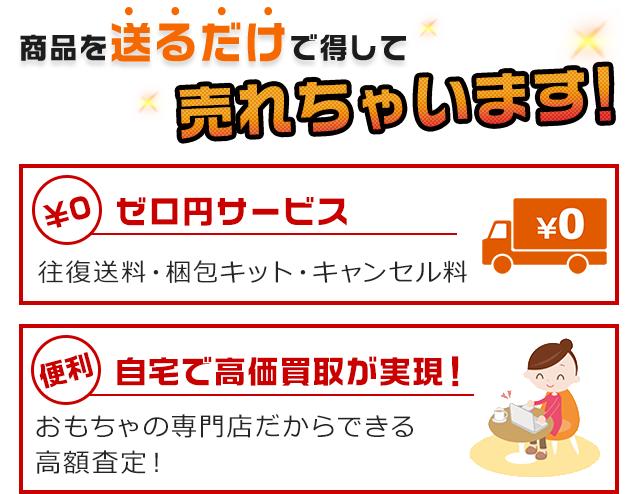 商品を送るだけで得して
売れちゃいます!
¥0 ゼロ円サービス
¥0
往復送料・梱包キット・キャンセル料
便利 自宅で高価買取が実現!
おもちゃの専門店だからできる
高額査定!